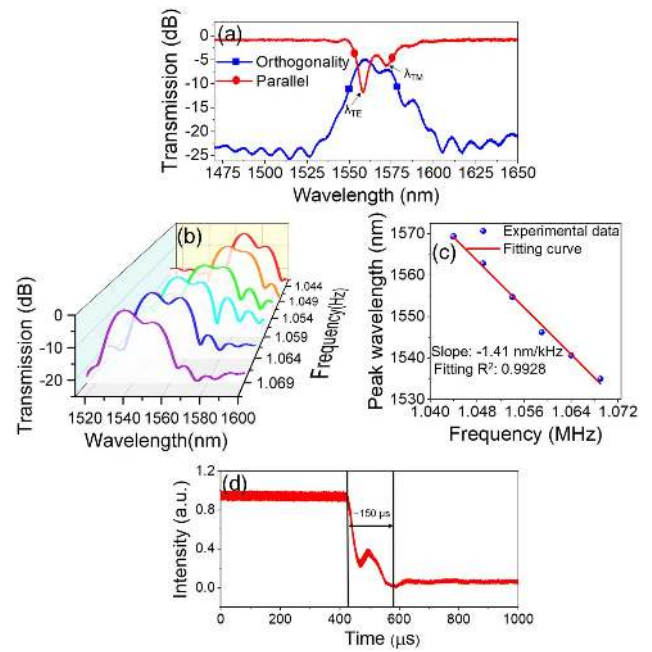 (a)
Transmission (dB)
0
-5
-10
-15
-20
-25
Orthogonality
Parallel
λTE
λTM
1475 1500 1525 1550 1575 1600 1625 1650
Wavelength (nm)
(b)
Transmission (dB)
0
-10
-20
1520 1540 1560 1580 1600
Wavelength(nm)
1.044
1.049
1.054
1.059
1.064
1.069
Frequency(Hz)
(c)
Peak wavelength (nm)
1570
1560
1550
1540
1530
Experimental data
Fitting curve
Slope: -1.41 nm/kHz
Fitting R²: 0.9928
1.040 1.048 1.056 1.064 1.072
Frequency (MHz)
(d)
Intensity (a.u.)
1.2
0.8
0.4
0.0
~150 μs
0 200 400 600 800 1000
Time (μs)